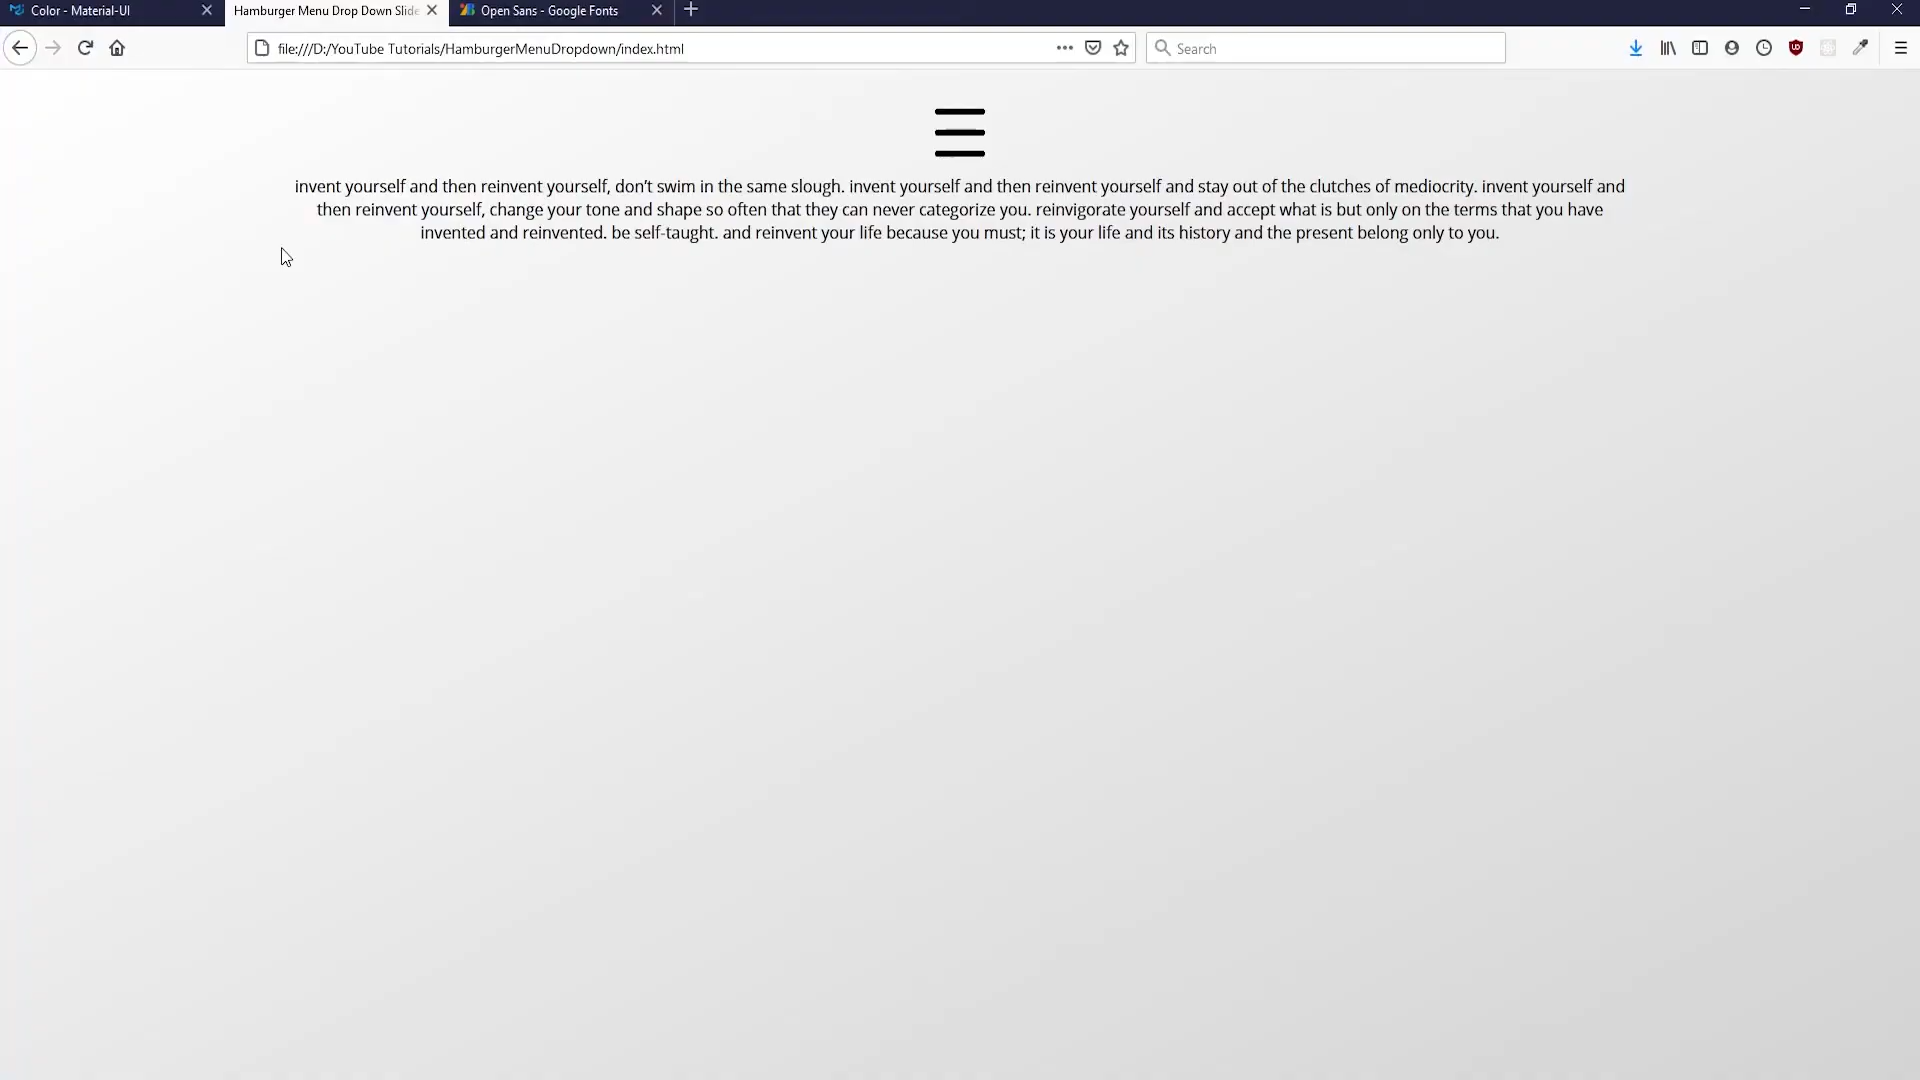 Color - Material-UI
Hamburger Menu Drop Down Slide
Open Sans - Google Fonts
file:///D:/YouTube Tutorials/HamburgerMenuDropdown/index.html
Search
invent yourself and then reinvent yourself, don’t swim in the same slough. invent yourself and then reinvent yourself and stay out of the clutches of mediocrity. invent yourself and
then reinvent yourself, change your tone and shape so often that they can never categorize you. reinvigorate yourself and accept what is but only on the terms that you have
invented and reinvented. be self-taught. and reinvent your life because you must; it is your life and its history and the present belong only to you.